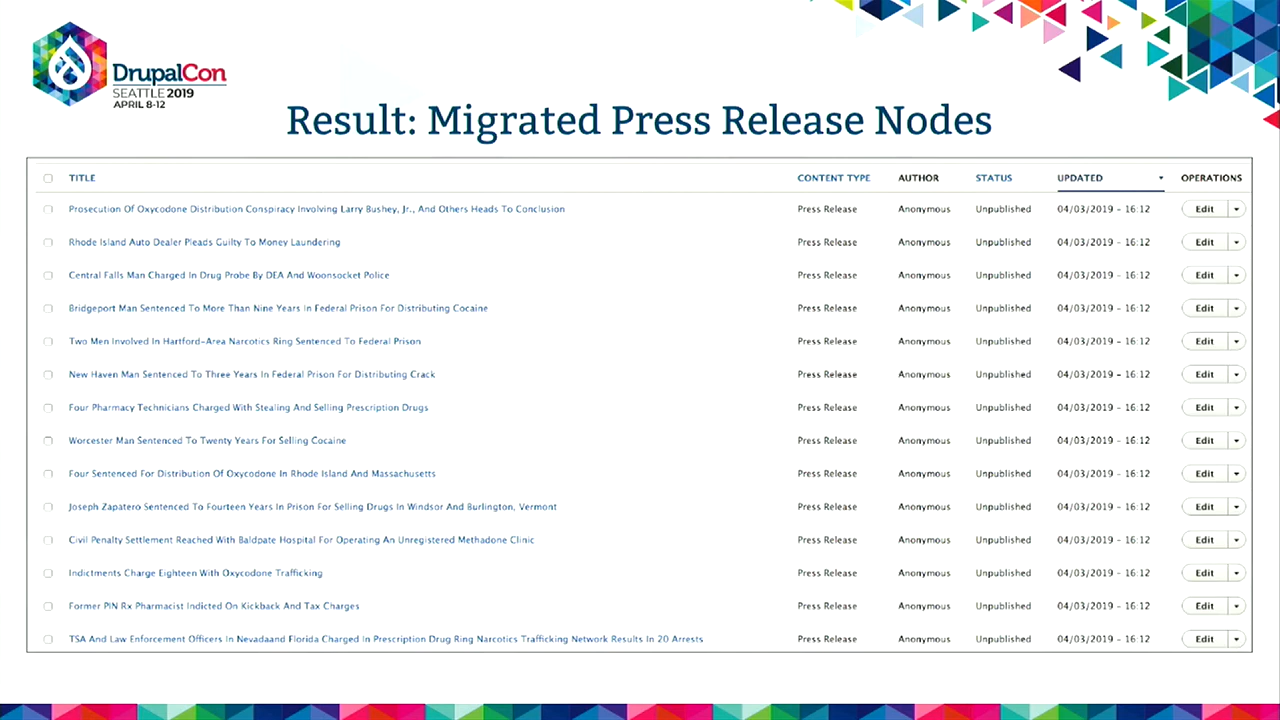 DrupalCon
SEATTLE 2019
APRIL 8-12
Result: Migrated Press Release Nodes
TITLE CONTENT TYPE AUTHOR STATUS UPDATED OPERATIONS
Prosecution Of Oxycodone Distribution Conspiracy Involving Larry Bushey, Jr., And Others Heads To Conclusion Press Release Anonymous Unpublished 04/03/2019 - 16:12 Edit
Rhode Island Auto Dealer Pleads Guilty To Money Laundering Press Release Anonymous Unpublished 04/03/2019 - 16:12 Edit
Central Falls Man Charged In Drug Probe By DEA And Woonsocket Police Press Release Anonymous Unpublished 04/03/2019 - 16:12 Edit
Bridgeport Man Sentenced To More Than Nine Years In Federal Prison For Distributing Cocaine Press Release Anonymous Unpublished 04/03/2019 - 16:12 Edit
Two Men Involved In Hartford-Area Narcotics Ring Sentenced To Federal Prison Press Release Anonymous Unpublished 04/03/2019 - 16:12 Edit
New Haven Man Sentenced To Three Years In Federal Prison For Distributing Crack Press Release Anonymous Unpublished 04/03/2019 - 16:12 Edit
Four Pharmacy Technicians Charged With Stealing And Selling Prescription Drugs Press Release Anonymous Unpublished 04/03/2019 - 16:12 Edit
Worcester Man Sentenced To Twenty Years For Selling Cocaine Press Release Anonymous Unpublished 04/03/2019 - 16:12 Edit
Four Sentenced For Distribution Of Oxycodone In Rhode Island And Massachusetts Press Release Anonymous Unpublished 04/03/2019 - 16:12 Edit
Joseph Zapatero Sentenced To Fourteen Years In Prison For Selling Drugs In Windsor And Burlington, Vermont Press Release Anonymous Unpublished 04/03/2019 - 16:12 Edit
Civil Penalty Settlement Reached With Baldpate Hospital For Operating An Unregistered Methadone Clinic Press Release Anonymous Unpublished 04/03/2019 - 16:12 Edit
Indictments Charge Eighteen With Oxycodone Trafficking Press Release Anonymous Unpublished 04/03/2019 - 16:12 Edit
Former PIN Rx Pharmacist Indicted On Kickback And Tax Charges Press Release Anonymous Unpublished 04/03/2019 - 16:12 Edit
TSA And Law Enforcement Officers In Nevadaand Florida Charged In Prescription Drug Ring Narcotics Trafficking Network Results In 20 Arrests Press Release Anonymous Unpublished 04/03/2019 - 16:12 Edit